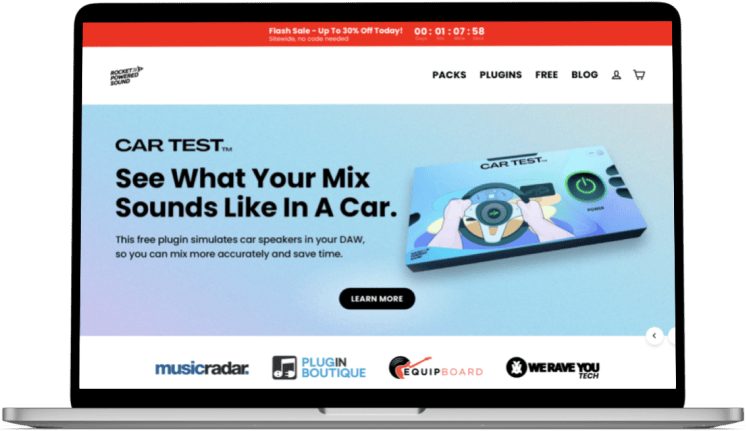 Flash Sale - Up To 30% Off Today!
Sitewide, no code needed
00 : 01 : 07 : 58
ROCKET
POWERED
SOUND
PACKS PLUGINS FREE BLOG
CAR TEST™
See What Your Mix
Sounds Like In A Car.
This free plugin simulates car speakers in your DAW,
so you can mix more accurately and save time.
LEARN MORE
CAR TEST™
POWER
ROCKET
POWERED
SOUND
musicradar.
PLUGIN
BOUTIQUE
EQUIPBOARD
WE RAVE YOU
TECH